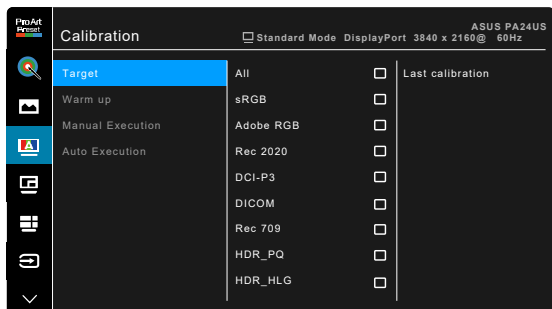 ProArt
Preset
Calibration
Standard Mode DisplayPort 3840 x 2160@ 60Hz
ASUS PA24US
Target
Warm up
Manual Execution
Auto Execution
All
sRGB
Adobe RGB
Rec 2020
DCI-P3
DICOM
Rec 709
HDR_PQ
HDR_HLG
Last calibration
A